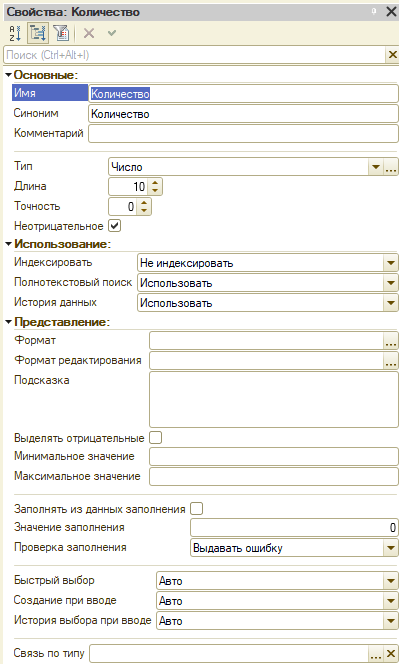 Свойства: Количество
Поиск (Ctrl+Alt+I)
Основные:
Имя Количество
Синоним Количество
Комментарий
Тип Число
Длина 10
Точность 0
Неотрицательное
Использование:
Индексировать Не индексировать
Полнотекстовый поиск Использовать
История данных Использовать
Представление:
Формат
Формат редактирования
Подсказка
Выделять отрицательные
Минимальное значение
Максимальное значение
Заполнять из данных заполнения
Значение заполнения 0
Проверка заполнения Выдавать ошибку
Быстрый выбор Авто
Создание при вводе Авто
История выбора при вводе Авто
Связь по типу